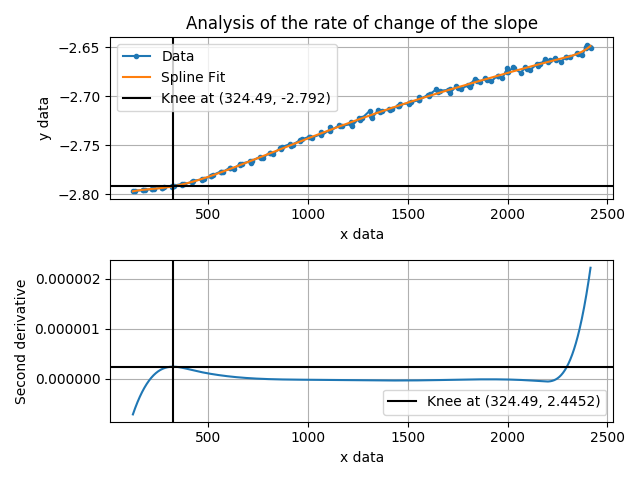 Analysis of the rate of change of the slope
−2.65
−2.70
−2.75
−2.80
y data
Data
Spline Fit
Knee at (324.49, -2.792)
500
1000
1500
2000
2500
x data
0.000002
0.000001
0.000000
Second derivative
Knee at (324.49, 2.4452)
500
1000
1500
2000
2500
x data